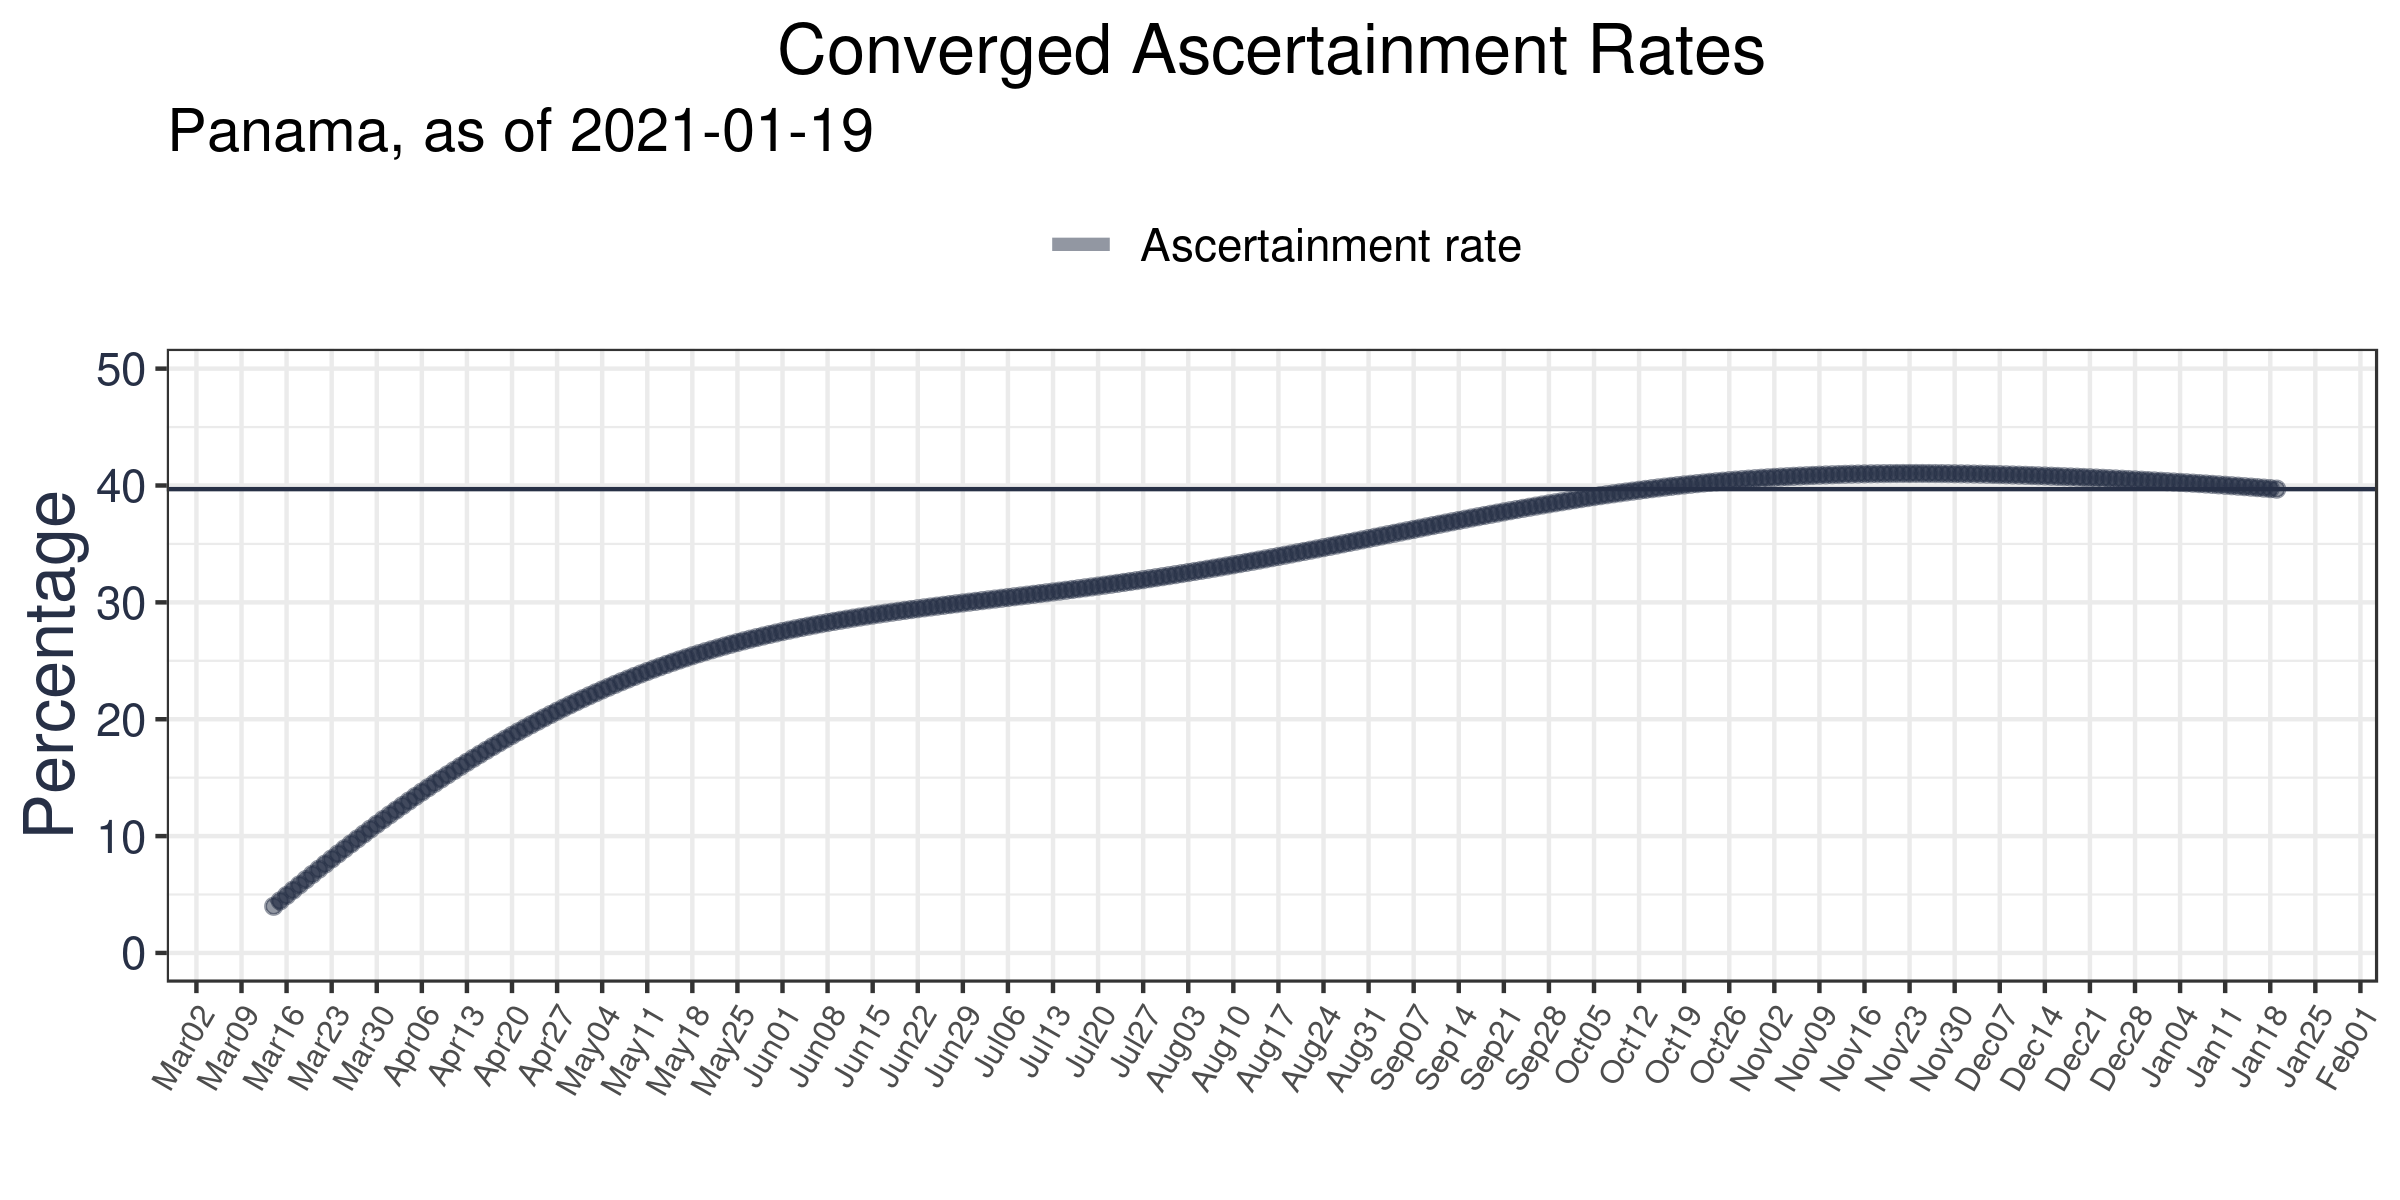 Converged Ascertainment Rates
Panama, as of 2021-01-19
Ascertainment rate
Percentage
50
40
30
20
10
0
Mar02 Mar09 Mar16 Mar23 Mar30 Apr06 Apr13 Apr20 Apr27 May04 May11 May18 May25 Jun01 Jun08 Jun15 Jun22 Jun29 Jul06 Jul13 Jul20 Jul27 Aug03 Aug10 Aug17 Aug24 Aug31 Sep07 Sep14 Sep21 Sep28 Oct05 Oct12 Oct19 Oct26 Nov02 Nov09 Nov16 Nov23 Nov30 Dec07 Dec14 Dec21 Dec28 Jan04 Jan11 Jan18 Jan25 Feb01